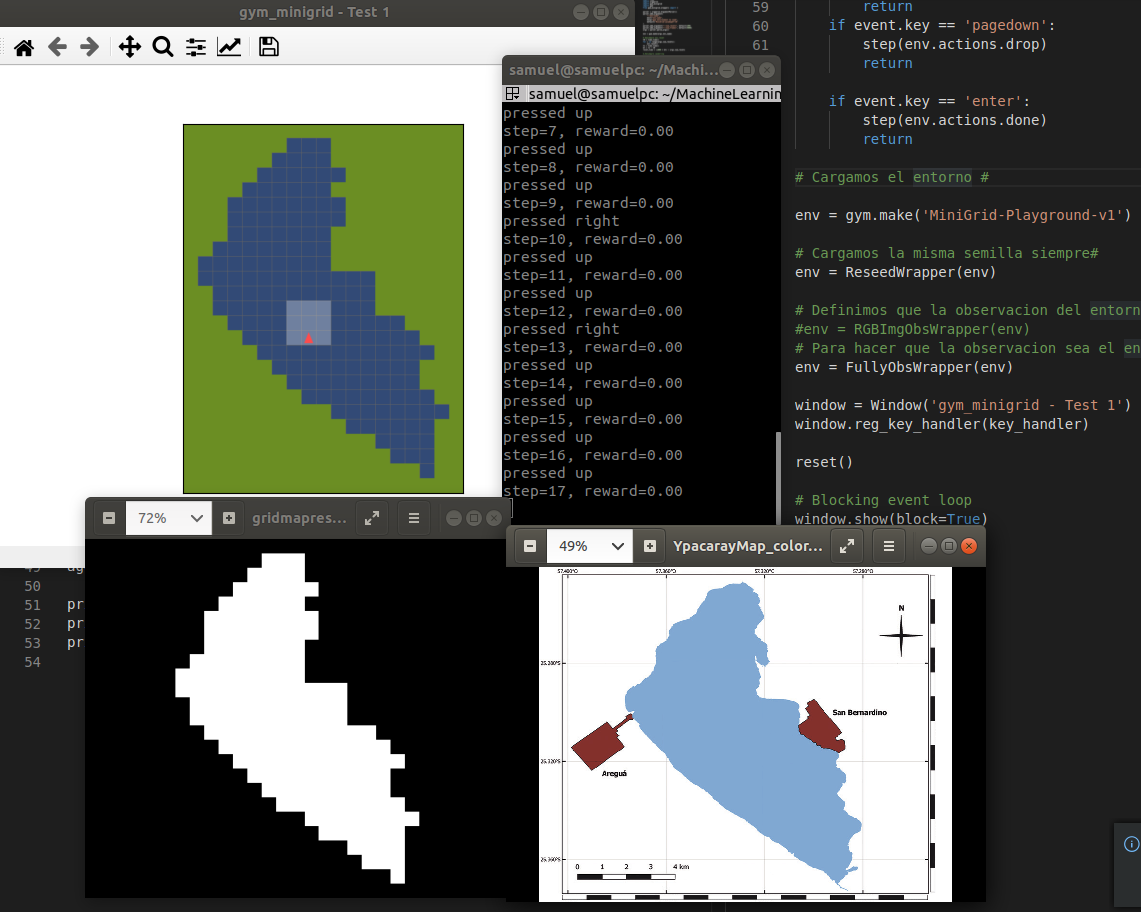 gym_minigrid - Test 1
samuel@samuelpc: ~/Machi...
samuel@samuelpc: ~/MachineLearnin
pressed up
step=7, reward=0.00
pressed up
step=8, reward=0.00
pressed up
step=9, reward=0.00
pressed right
step=10, reward=0.00
pressed up
step=11, reward=0.00
pressed up
step=12, reward=0.00
pressed right
step=13, reward=0.00
pressed up
step=14, reward=0.00
pressed up
step=15, reward=0.00
pressed up
step=16, reward=0.00
pressed up
step=17, reward=0.00
59 return
60 if event.key == 'pagedown':
61 step(env.actions.drop)
return
if event.key == 'enter':
step(env.actions.done)
return
# Cargamos el entorno #
env = gym.make('MiniGrid-Playground-v1')
# Cargamos la misma semilla siempre#
env = ReseedWrapper(env)
# Definimos que la observacion del entorn
#env = RGBImgObsWrapper(env)
# Para hacer que la observacion sea el en
env = FullyObsWrapper(env)
window = Window('gym_minigrid - Test 1')
window.reg_key_handler(key_handler)
reset()
# Blocking event loop
window.show(block=True)
50
51 pr
52 pr
53 pr
54
72%
gridmapres...
49%
YpacarayMap_color...
N
San Bernardino
Areguá
0 1 2 3 4 km